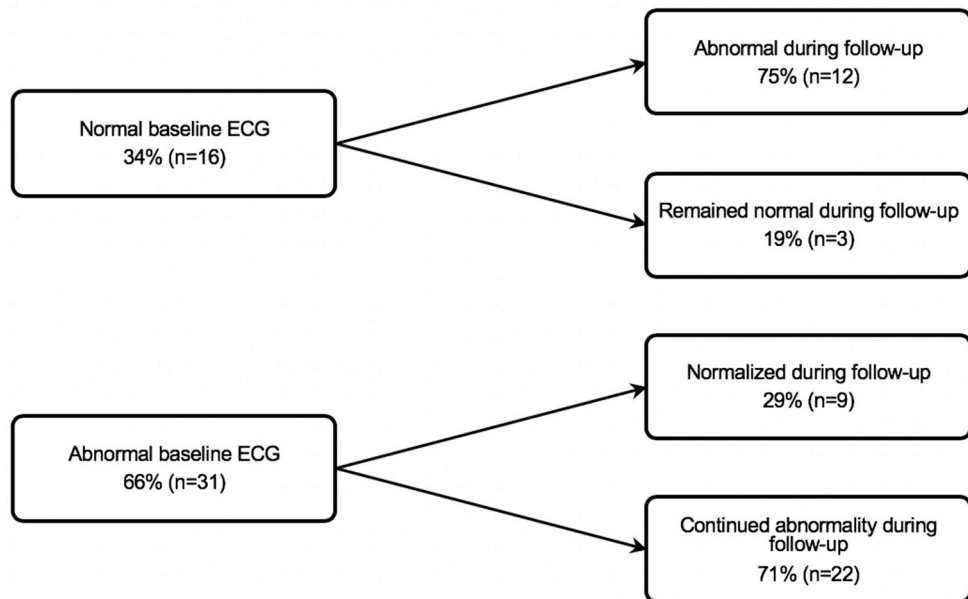 Normal baseline ECG
34% (n=16)
Abnormal during follow-up
75% (n=12)
Remained normal during follow-up
19% (n=3)
Abnormal baseline ECG
66% (n=31)
Normalized during follow-up
29% (n=9)
Continued abnormality during
follow-up
71% (n=22)